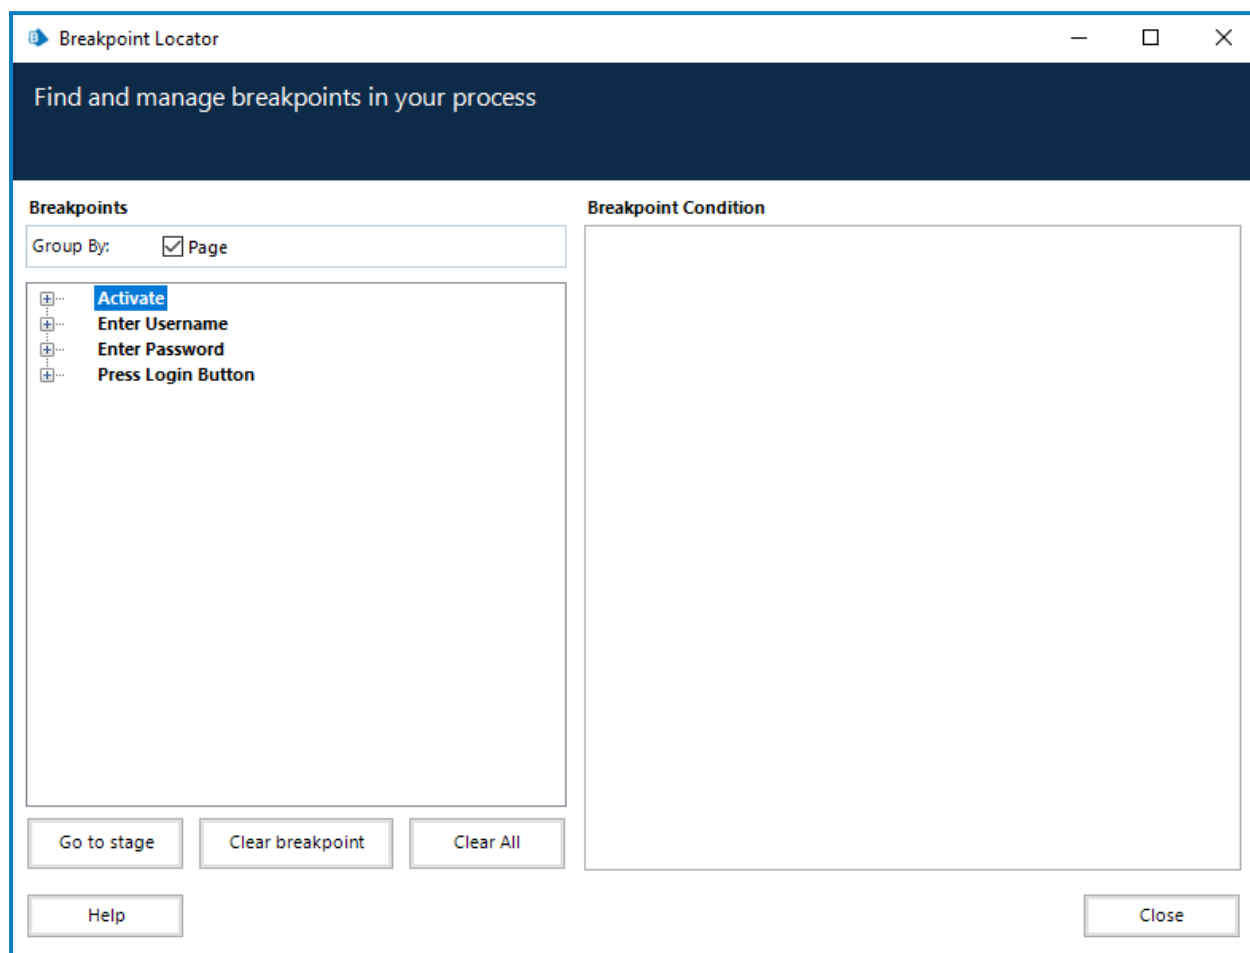 Breakpoint Locator
Find and manage breakpoints in your process
Breakpoints
Group By: Page
Activate
Enter Username
Enter Password
Press Login Button
Go to stage Clear breakpoint Clear All
Help
Breakpoint Condition
Close